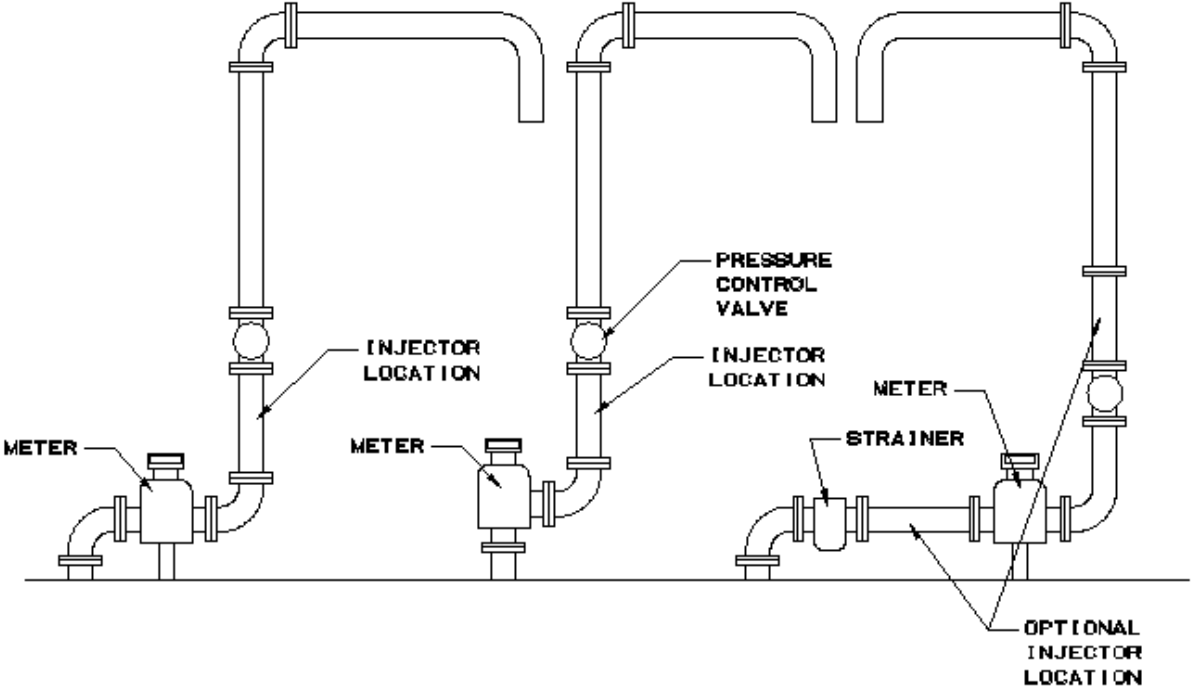 PRESSURE
CONTROL
VALVE
INJECTOR
LOCATION
INJECTOR
LOCATION
METER
METER
METER
STRAINER
OPTIONAL
INJECTOR
LOCATION